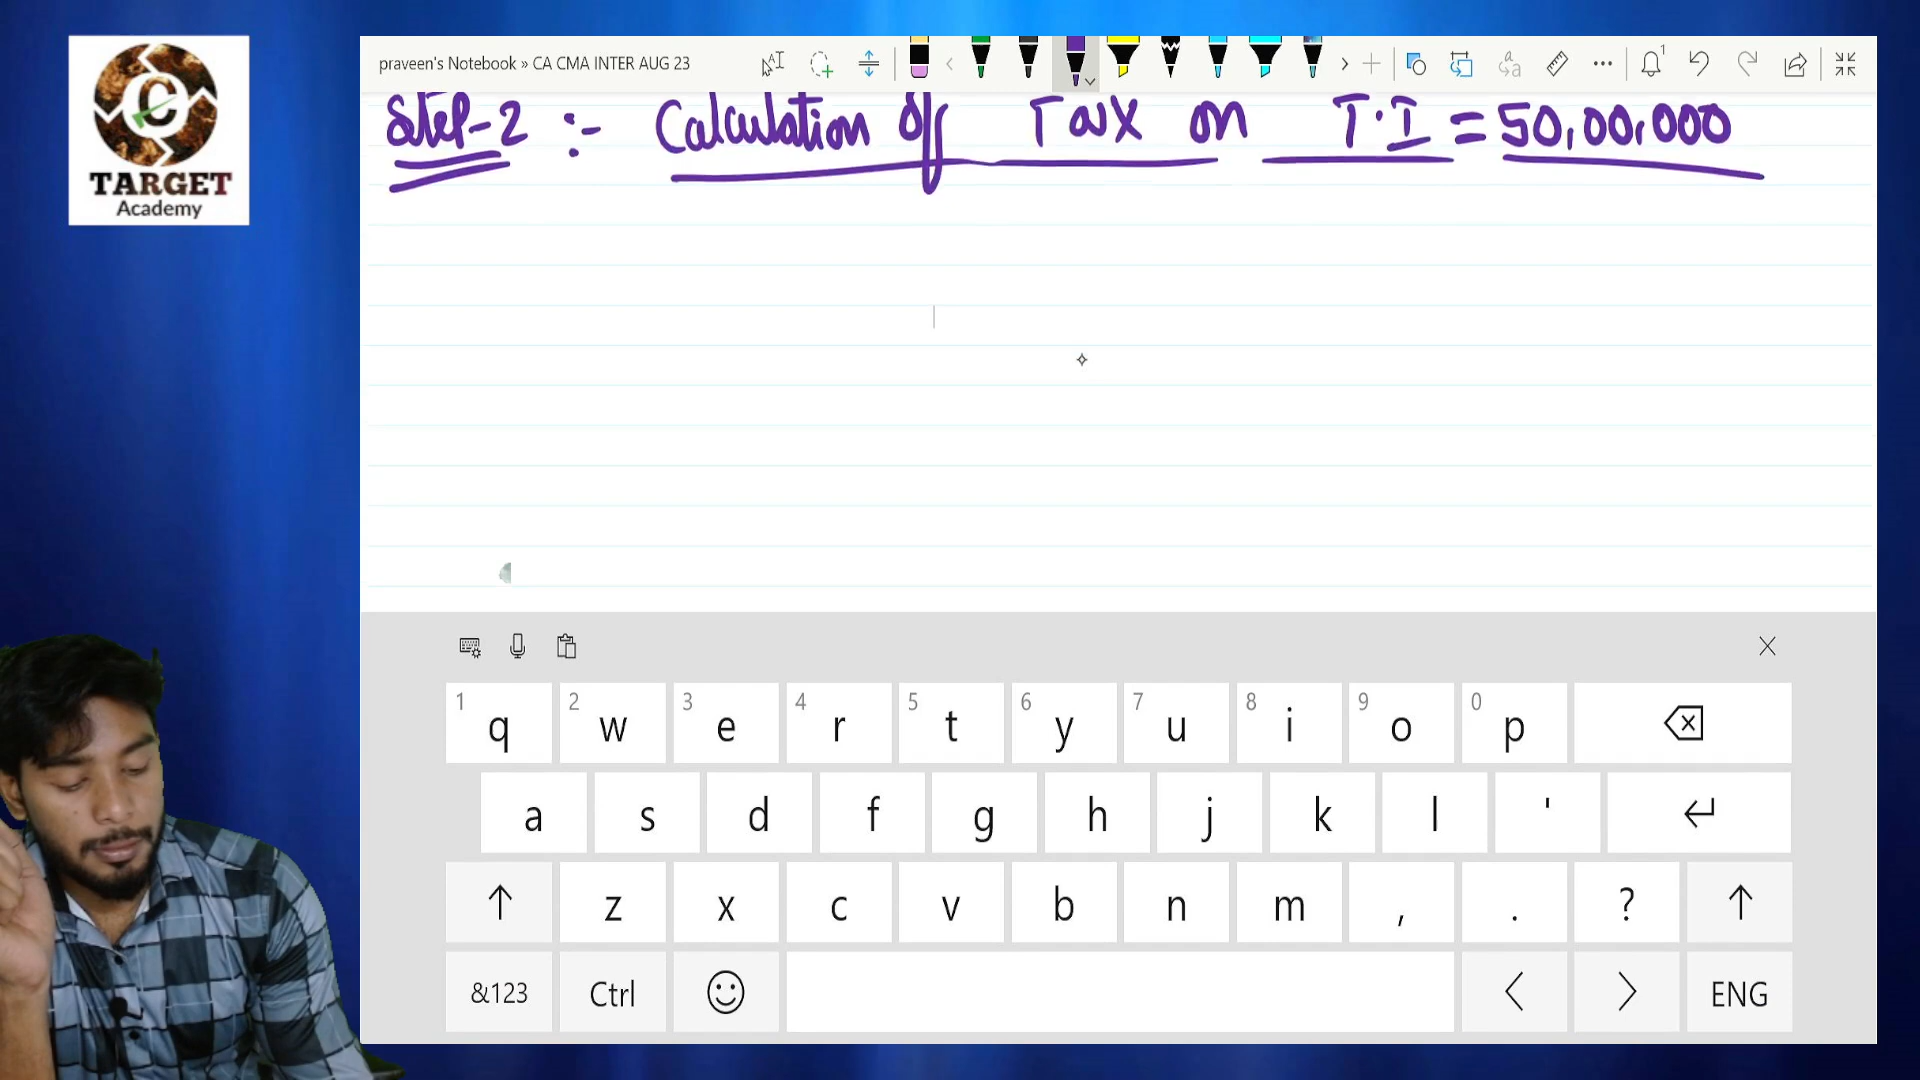 C
TARGET
Academy
praveen's Notebook » CA CMA INTER AUG 23
1
Step-2 :- Calculation of Tax on T.I = 50,00,000
1 q 2 w 3 e 4 r 5 t 6 y 7 u 8 i 9 o 0 p
a s d f g h j k l '
z x c v b n m , . ?
&123 Ctrl ENG